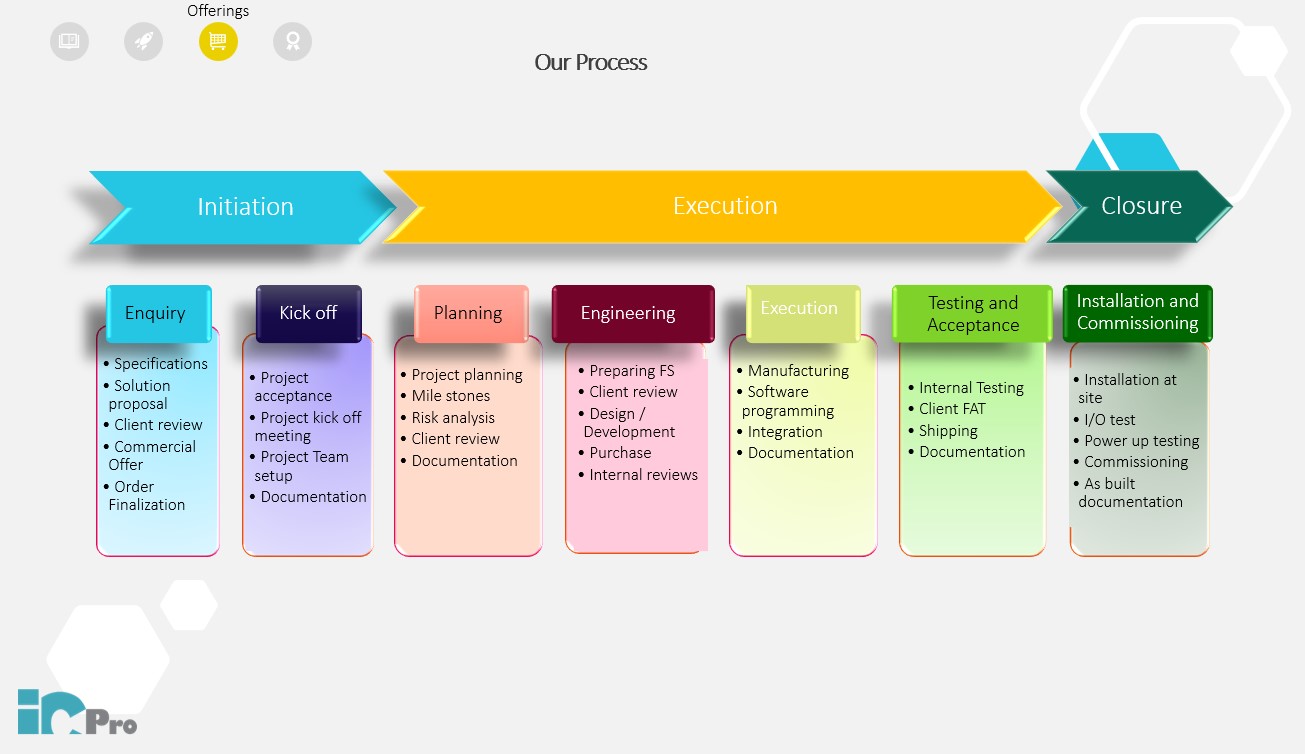 Offerings
Our Process
Initiation
Execution
Closure
Enquiry
• Specifications
• Solution
proposal
• Client review
• Commercial
Offer
• Order
Finalization
Kick off
• Project
acceptance
• Project kick off
meeting
• Project Team
setup
• Documentation
Planning
• Project planning
• Mile stones
• Risk analysis
• Client review
• Documentation
Engineering
• Preparing FS
• Client review
• Design /
Development
• Purchase
• Internal reviews
Execution
• Manufacturing
• Software
programming
• Integration
• Documentation
Testing and
Acceptance
• Internal Testing
• Client FAT
• Shipping
• Documentation
Installation and
Commissioning
• Installation at
site
• I/O test
• Power up testing
• Commissioning
• As built
documentation
iC Pro